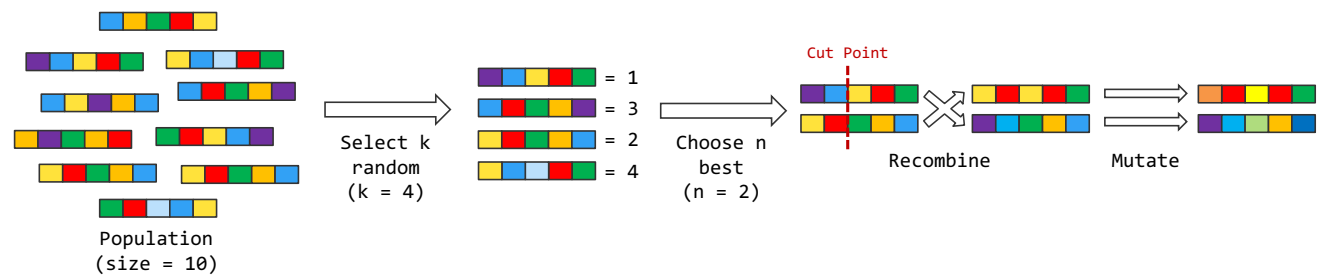 Cut Point
= 1
= 3
= 2
= 4
Select k
random
(k = 4)
Choose n
best
(n = 2)
Recombine
Mutate
Population
(size = 10)